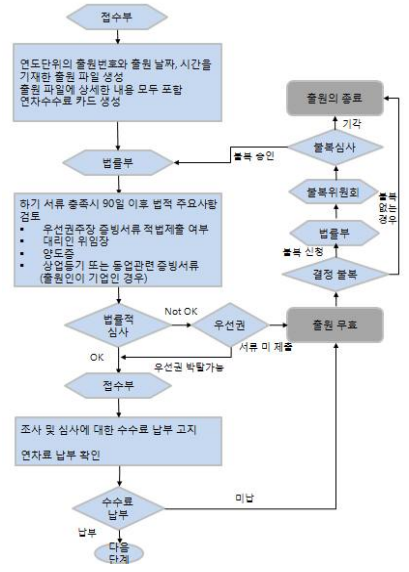 접수부
연도단위의 출원번호와 출원 날짜, 시간을
기재한 출원 파일 생성
출원 파일에 상세한 내용 모두 포함
연차수수료 카드 생성
출원의 종료
기각
불복심사
불복 승인
법률부
불복위원회
불복
없는
경우
하기 서류 충족시 90일 이후 법적 주요사항
검토
▪ 우선권주장 증빙서류 적법제출 여부
▪ 대리인 위임장
▪ 양도증
▪ 상업등기 또는 동업관련 증빙서류
(출원인이 기업인 경우)
법률부
불복 신청
결정 불복
법률적
심사
Not OK
우선권
출원 무효
서류 미 제출
OK
우선권 박탈가능
접수부
조사 및 심사에 대한 수수료 납부 고지
연차료 납부 확인
수수료
납부
미납
납부
다음
단계